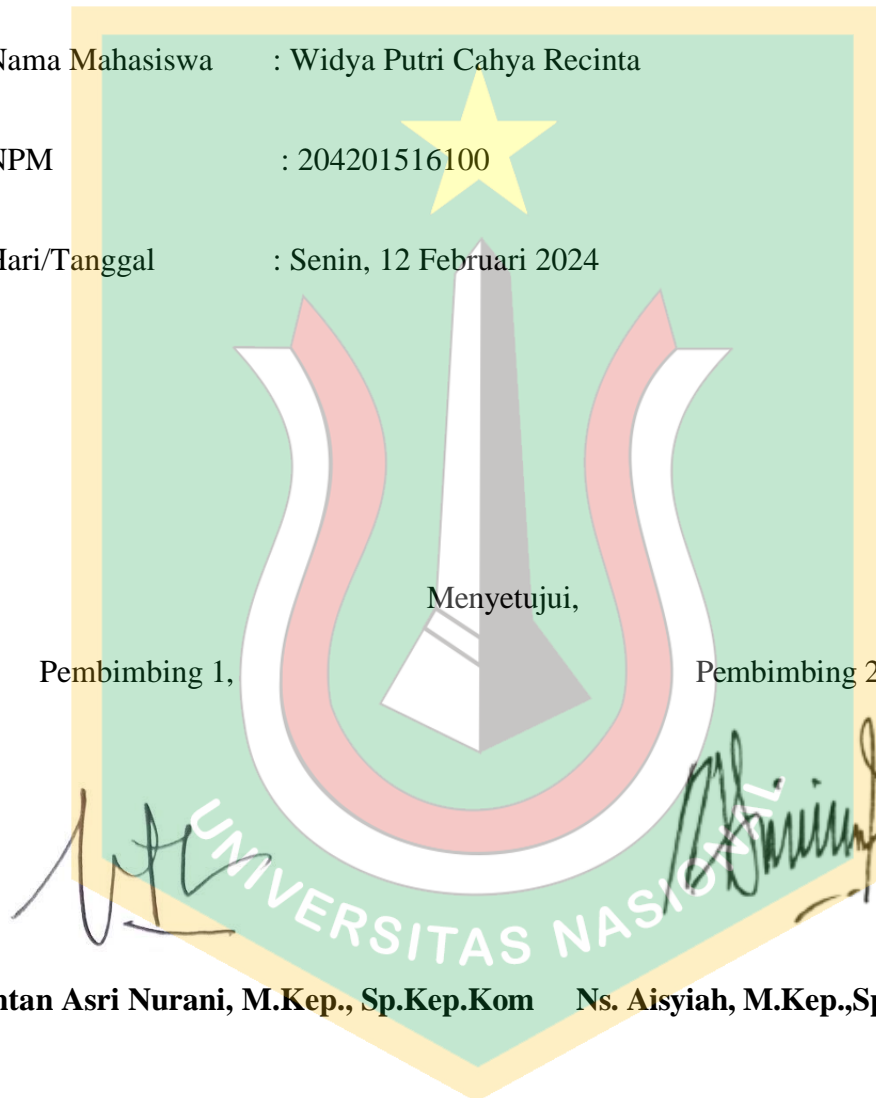 Nama Mahasiswa : Widya Putri Cahya Recinta
NPM : 204201516100
Hari/Tanggal : Senin, 12 Februari 2024
Menyetujui,
Pembimbing 1, Pembimbing 2
UNIVERSITAS NASIONAL
ntan Asri Nurani, M.Kep., Sp.Kep.Kom Ns. Aisyiah, M.Kep.,Sp